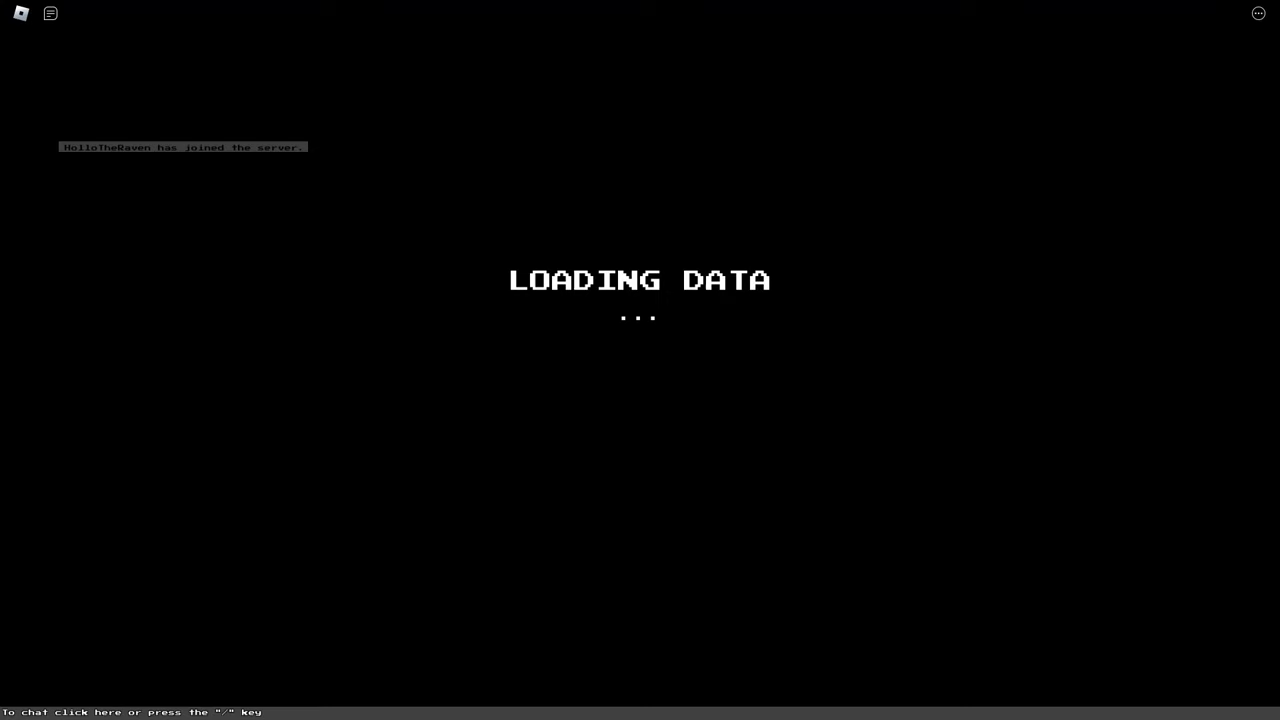 HolloTheRaven has joined the server.
LOADING DATA
...
To chat click here or press the "/" key